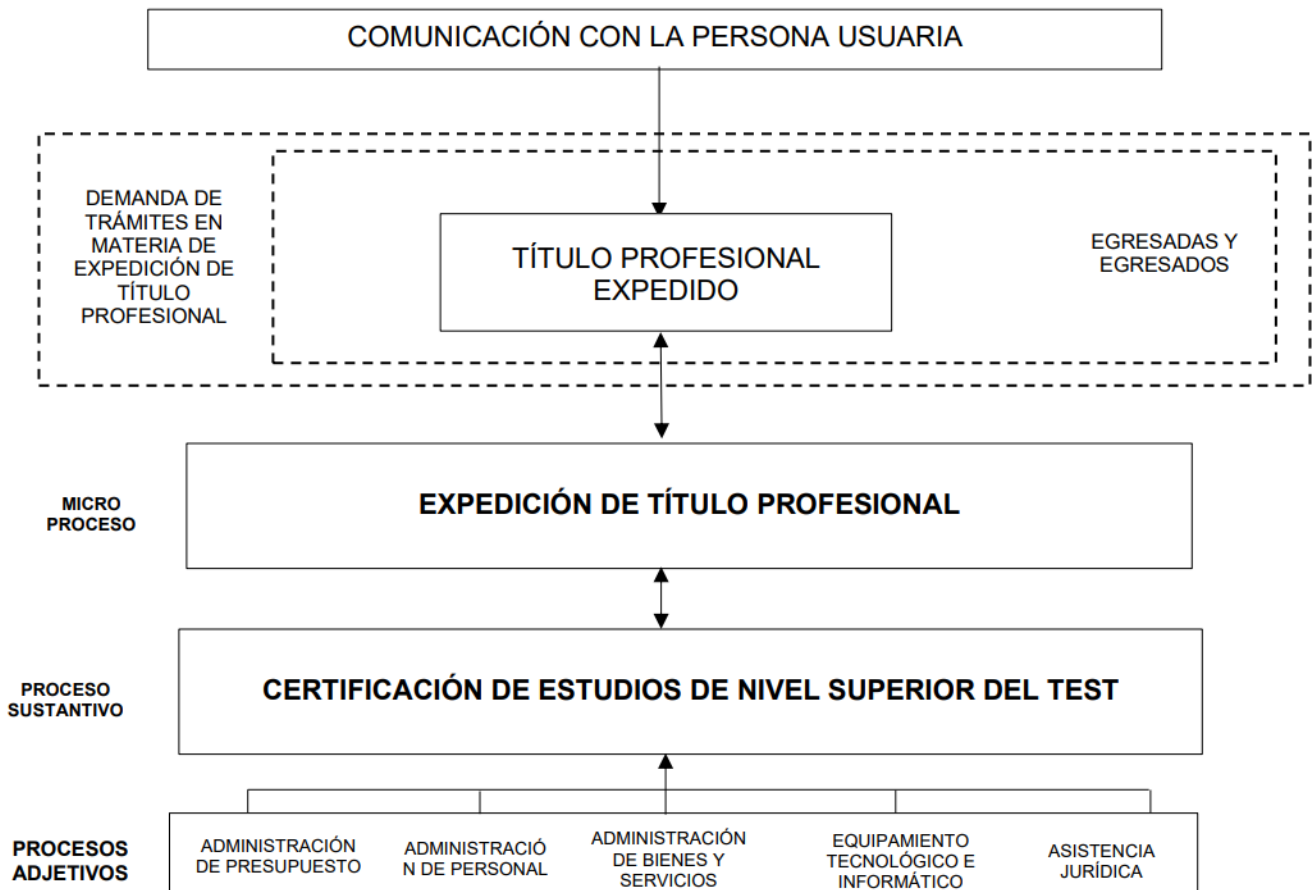 COMUNICACIÓN CON LA PERSONA USUARIA
DEMANDA DE
TRÁMITES EN
MATERIA DE
EXPEDICIÓN DE
TÍTULO
PROFESIONAL
TÍTULO PROFESIONAL
EXPEDIDO
EGRESADAS Y
EGRESADOS
MICRO
PROCESO
EXPEDICIÓN DE TÍTULO PROFESIONAL
PROCESO
SUSTANTIVO
CERTIFICACIÓN DE ESTUDIOS DE NIVEL SUPERIOR DEL TEST
PROCESOS
ADJETIVOS
ADMINISTRACIÓN
DE PRESUPUESTO
ADMINISTRACIÓ
N DE PERSONAL
ADMINISTRACIÓN
DE BIENES Y
SERVICIOS
EQUIPAMIENTO
TECNOLÓGICO E
INFORMÁTICO
ASISTENCIA
JURÍDICA